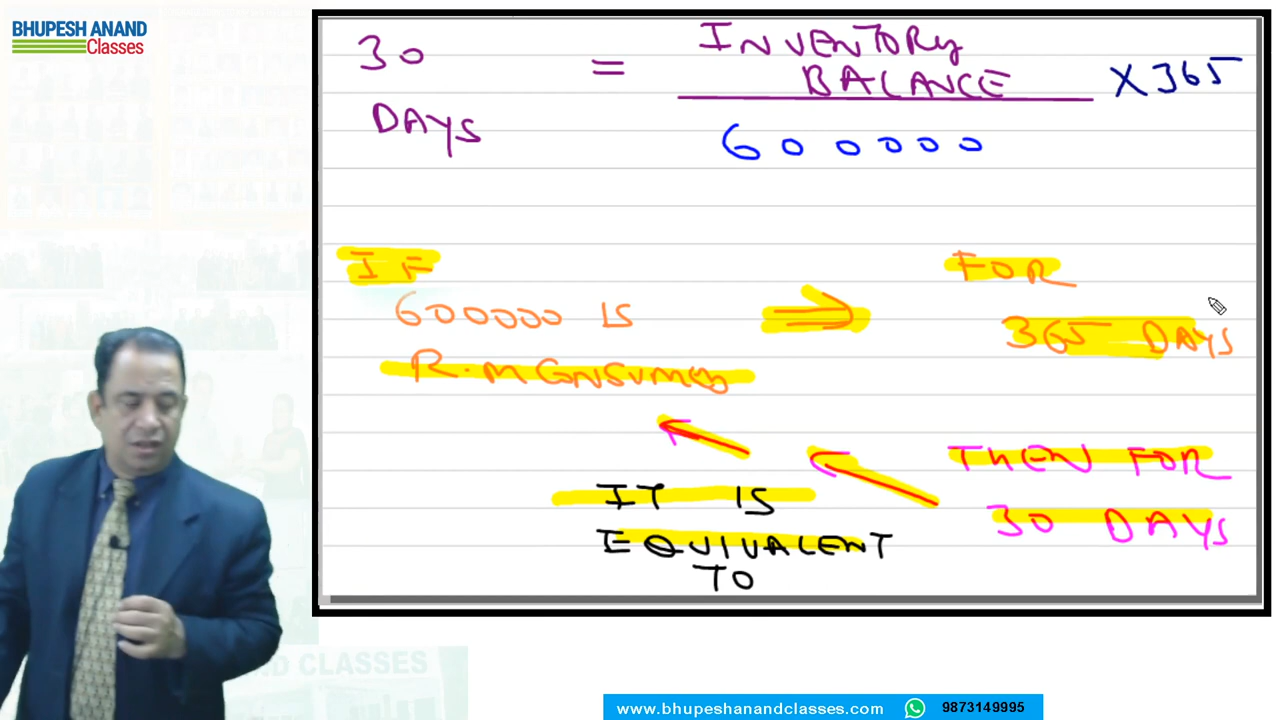 BHUPESH ANAND
Classes
30
DAYS
=
INVENTORY
BALANCE
X 365
600000
IF
600000 IS
R.M CONSUMED
FOR
365 DAYS
THEN FOR
30 DAYS
IT IS
EQUIVALENT
TO
D CLASSES
www.bhupeshanandclasses.com
9873149995